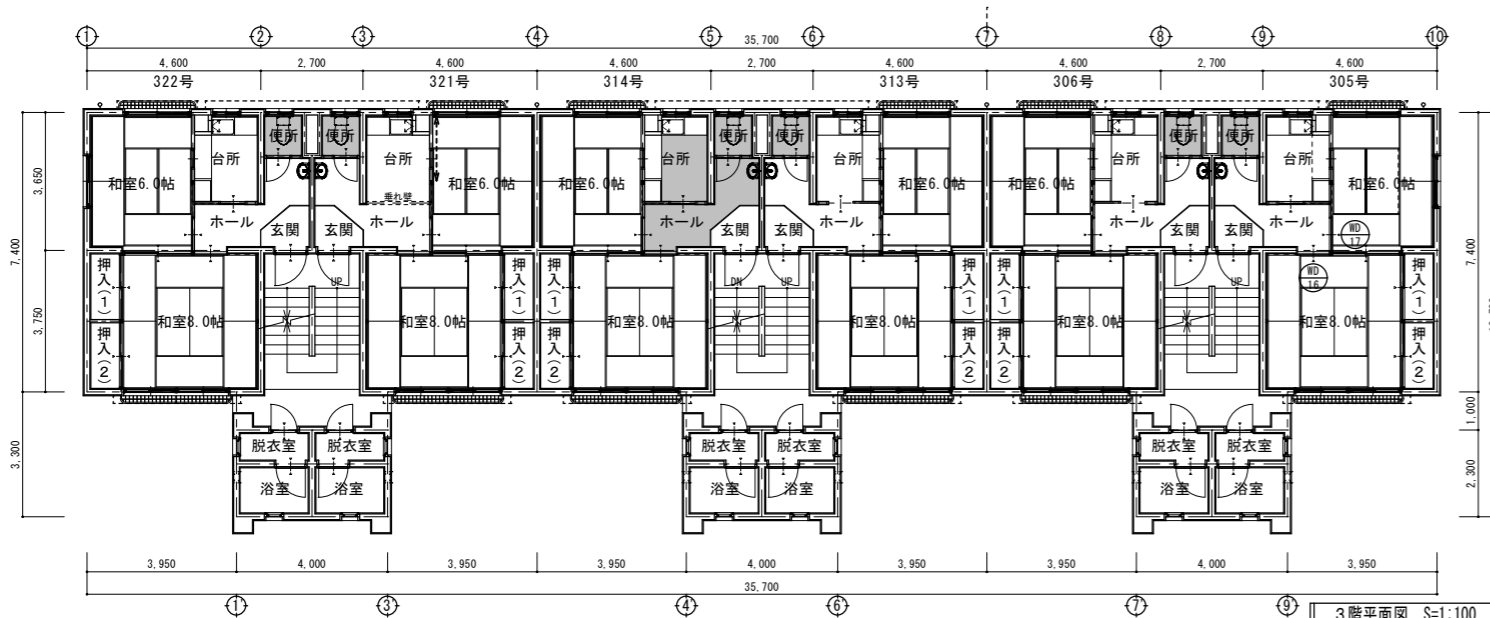 ① ② ③ ④ ⑤ ⑥ ⑦ ⑧ ⑨ ⑩
35,700
4,600 2,700 4,600 4,600 2,700 4,600 4,600 2,700 4,600
322号 321号 314号 313号 306号 305号
便所 便所 便所 便所 便所 便所
台所 台所 台所 台所 台所 台所
和室6.0帖 和室6.0帖 和室6.0帖 和室6.0帖 和室6.0帖 和室6.0帖
垂れ壁
ホール ホール ホール ホール ホール ホール
玄関 玄関 玄関 玄関 玄関 玄関
WD
17
WD
16
押入(1) 押入(1) 押入(1) 押入(1) 押入(1) 押入(1)
UP DN UP
和室8.0帖 和室8.0帖 和室8.0帖 和室8.0帖 和室8.0帖 和室8.0帖
押入(2) 押入(2) 押入(2) 押入(2) 押入(2) 押入(2)
脱衣室 脱衣室 脱衣室 脱衣室 脱衣室 脱衣室
浴室 浴室 浴室 浴室 浴室 浴室
3,650
7,400
3,750
3,300
7,400
1,000
2,300
3,950 4,000 3,950 3,950 4,000 3,950 3,950 4,000 3,950
35,700
1' 3' 4' 6' 7' 9'
3階平面図 S=1:100